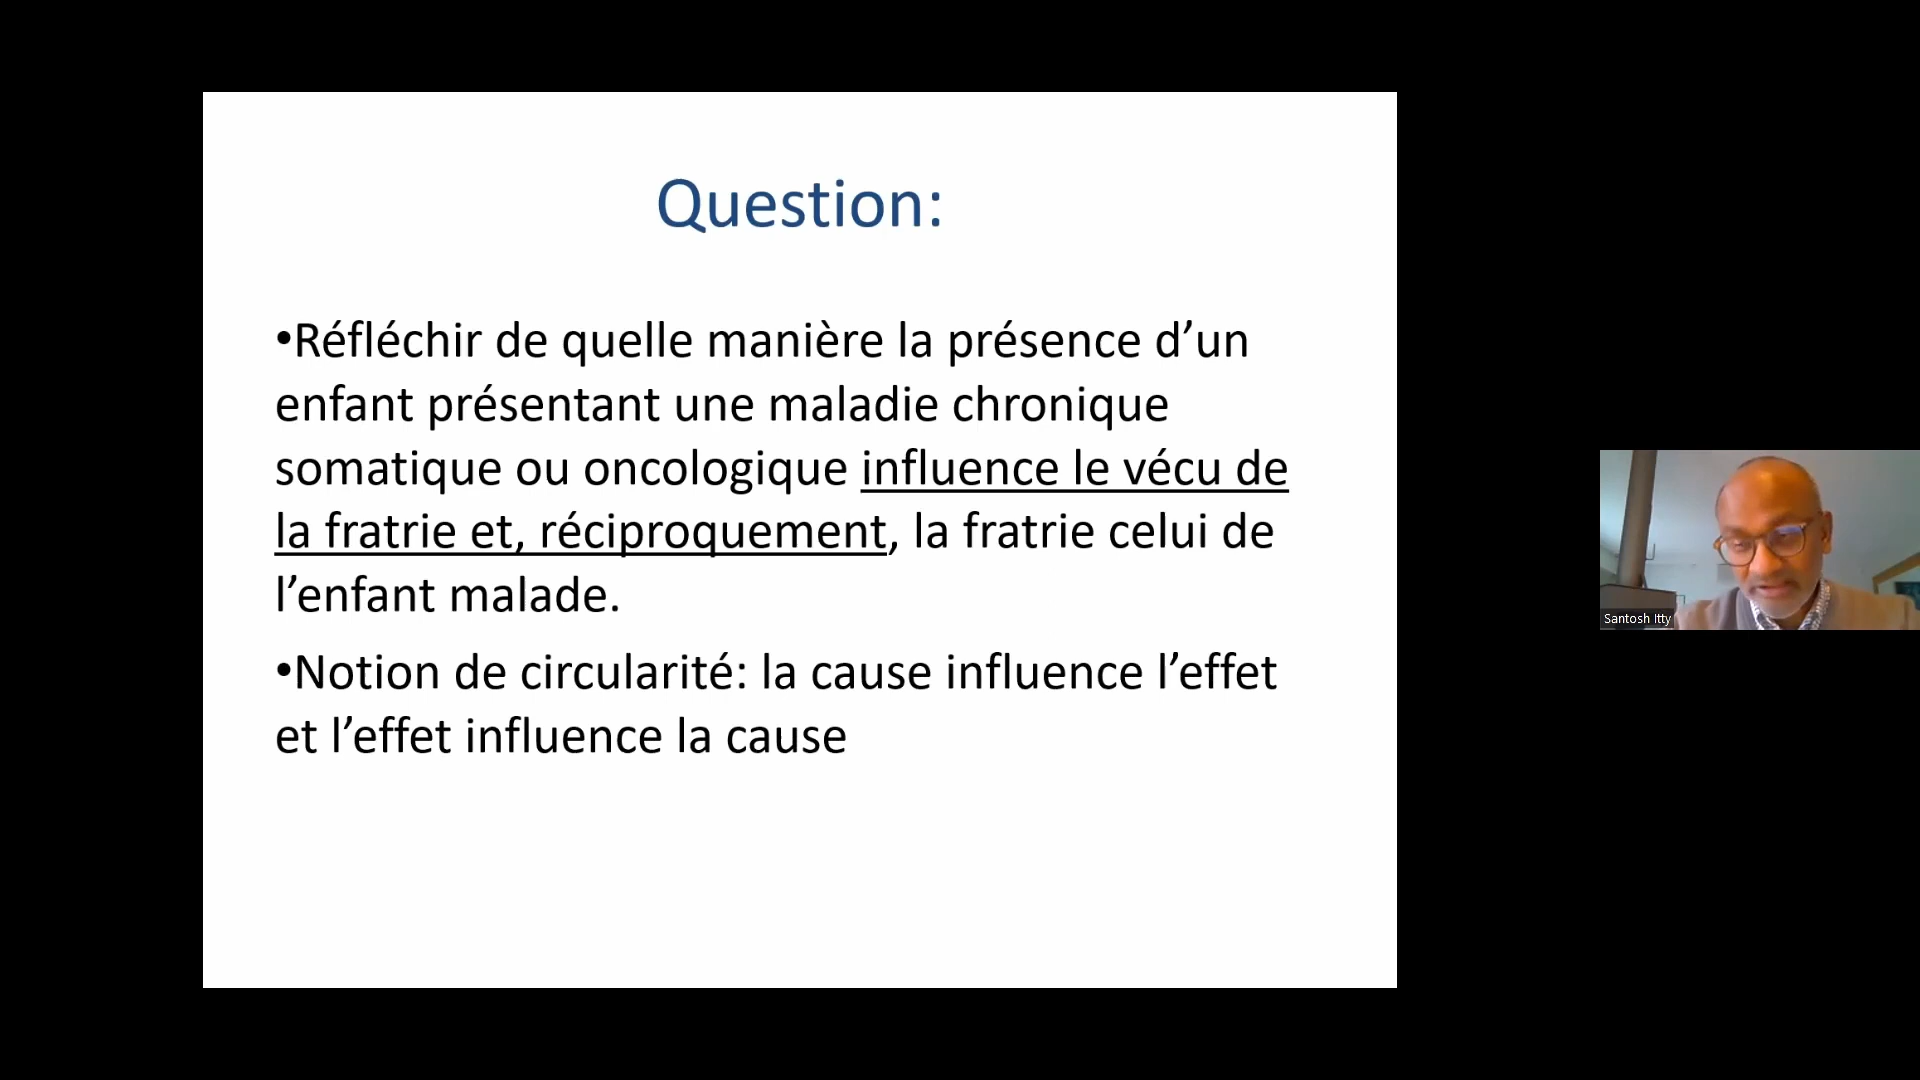 Question:
•Réfléchir de quelle manière la présence d’un
enfant présentant une maladie chronique
somatique ou oncologique influence le vécu de
la fratrie et, réciproquement, la fratrie celui de
l’enfant malade.
•Notion de circularité: la cause influence l’effet
et l’effet influence la cause
Santosh Itty